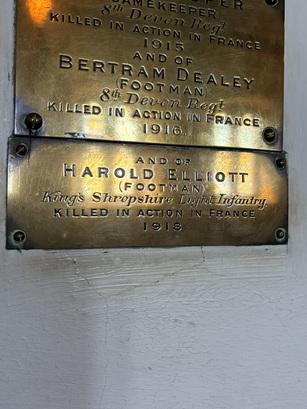 GAMEKEEPER
8th Devon Regt
KILLED IN ACTION IN FRANCE
1915
AND OF
BERTRAM DEALEY
(FOOTMAN)
8th Devon Regt
KILLED IN ACTION IN FRANCE
1916.
AND OF
HAROLD ELLIOTT
(FOOTMAN)
King's Shropshire Light Infantry.
KILLED IN ACTION IN FRANCE
1918